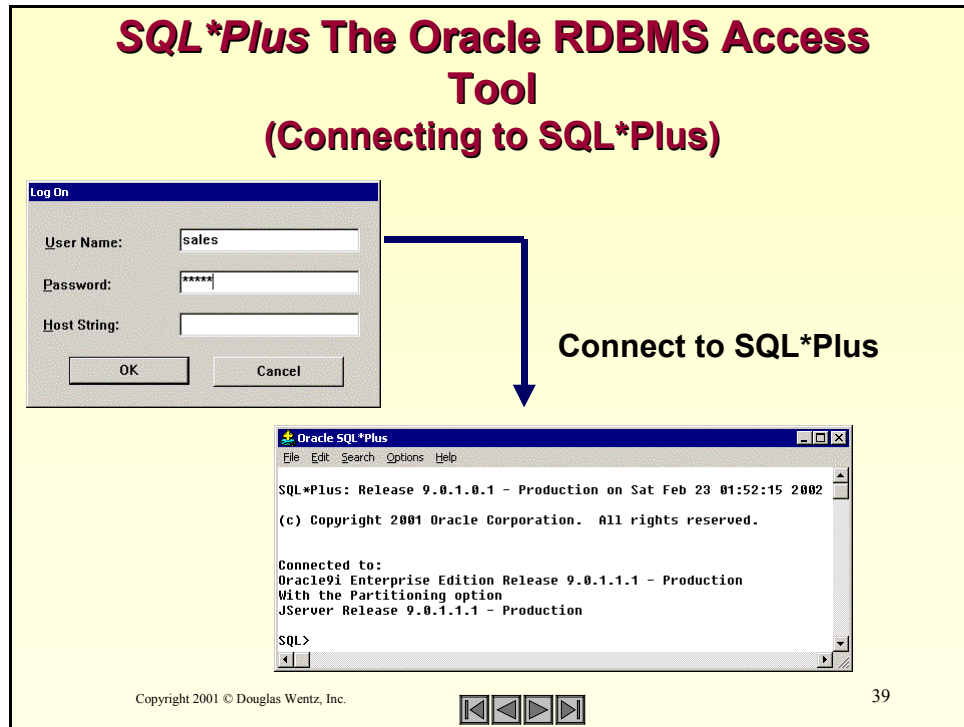 SQL*Plus The Oracle RDBMS Access
Tool
(Connecting to SQL*Plus)
Log On
User Name:
sales
Password:
*****
Host String:
OK
Cancel
Connect to SQL*Plus
Oracle SQL*Plus
File Edit Search Options Help
SQL*Plus: Release 9.0.1.0.1 - Production on Sat Feb 23 01:52:15 2002
(c) Copyright 2001 Oracle Corporation.  All rights reserved.
Connected to:
Oracle9i Enterprise Edition Release 9.0.1.1.1 - Production
With the Partitioning option
JServer Release 9.0.1.1.1 - Production
SQL>
Copyright 2001 © Douglas Wentz, Inc.
39